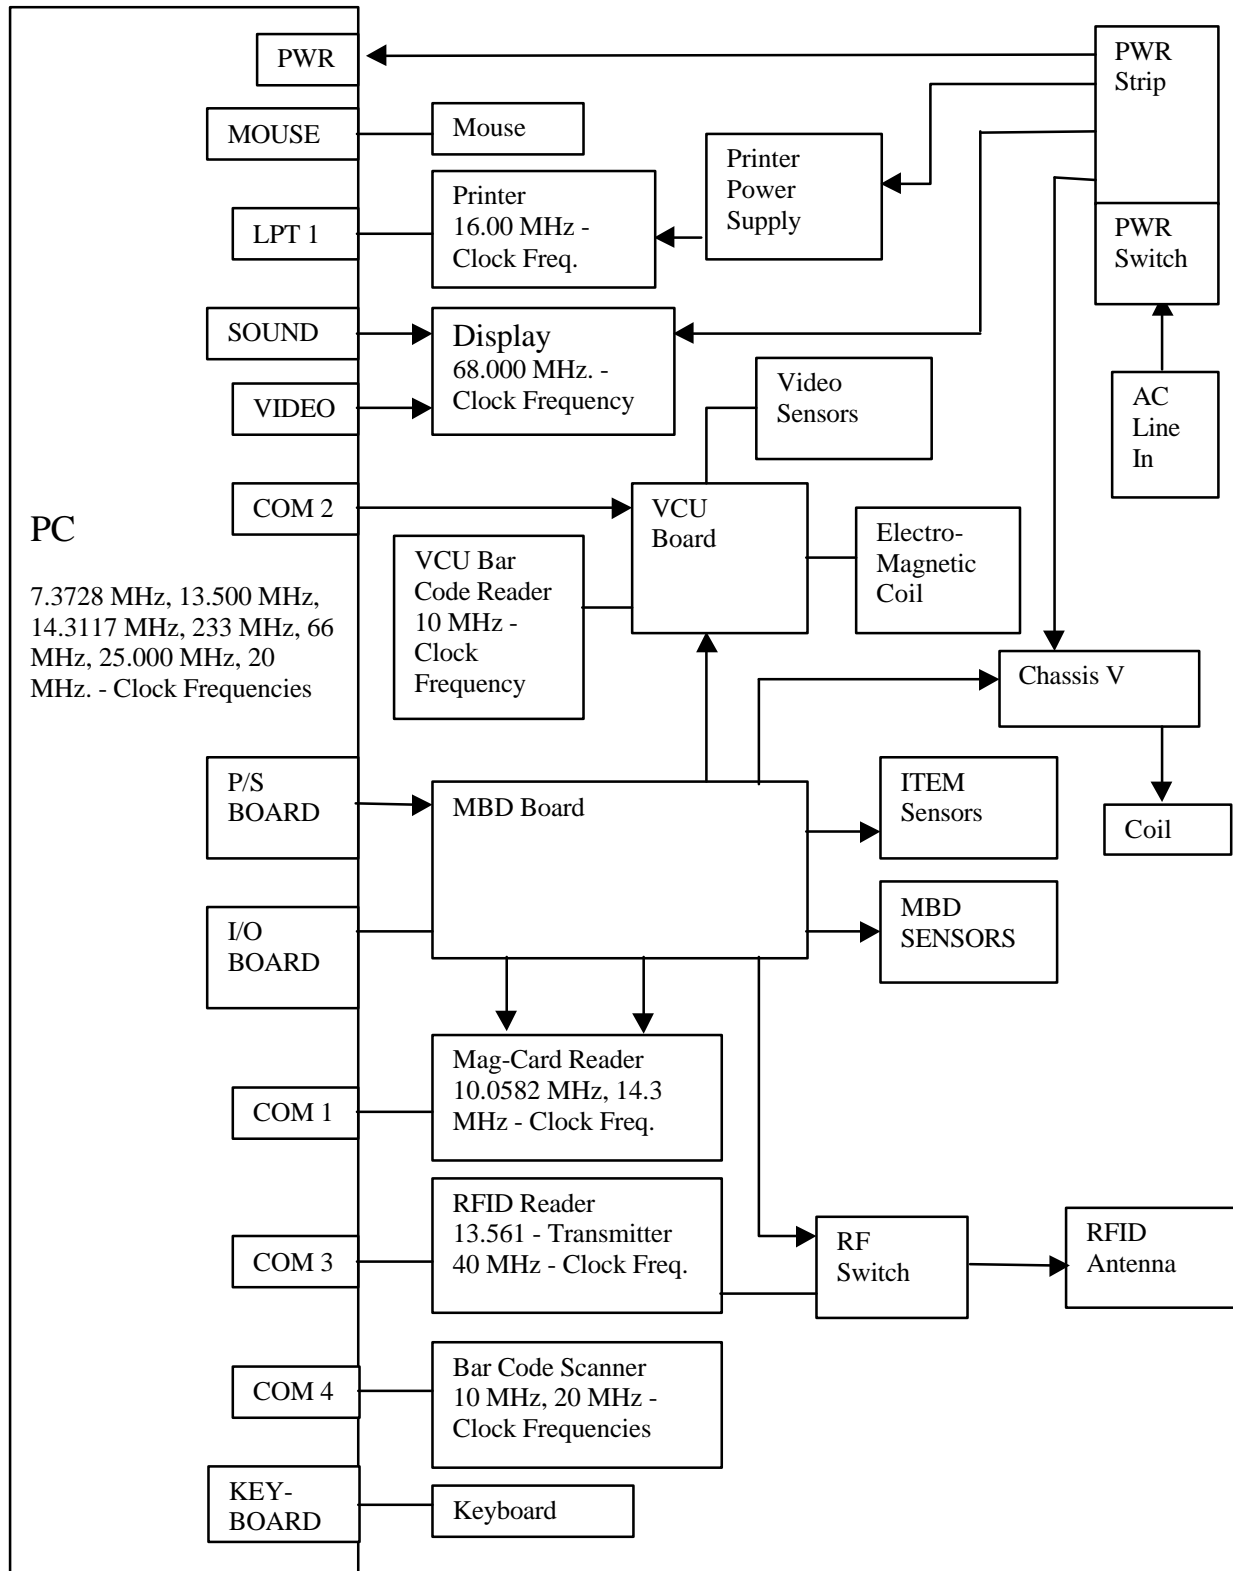 PWR
PWR
Strip
MOUSE
Mouse
Printer
Power
Supply
Printer
16.00 MHz -
Clock Freq.
LPT 1
PWR
Switch
SOUND
Display
68.000 MHz. -
Clock Frequency
VIDEO
Video
Sensors
AC
Line
In
COM 2
VCU
Board
Electro-
Magnetic
Coil
PC
7.3728 MHz, 13.500 MHz,
14.3117 MHz, 233 MHz, 66
MHz, 25.000 MHz, 20
MHz. - Clock Frequencies
VCU Bar
Code Reader
10 MHz -
Clock
Frequency
Chassis V
P/S
BOARD
MBD Board
ITEM
Sensors
Coil
I/O
BOARD
MBD
SENSORS
Mag-Card Reader
10.0582 MHz, 14.3
MHz - Clock Freq.
COM 1
RFID Reader
13.561 - Transmitter
40 MHz - Clock Freq.
COM 3
RF
Switch
RFID
Antenna
Bar Code Scanner
10 MHz, 20 MHz -
Clock Frequencies
COM 4
KEY-
BOARD
Keyboard